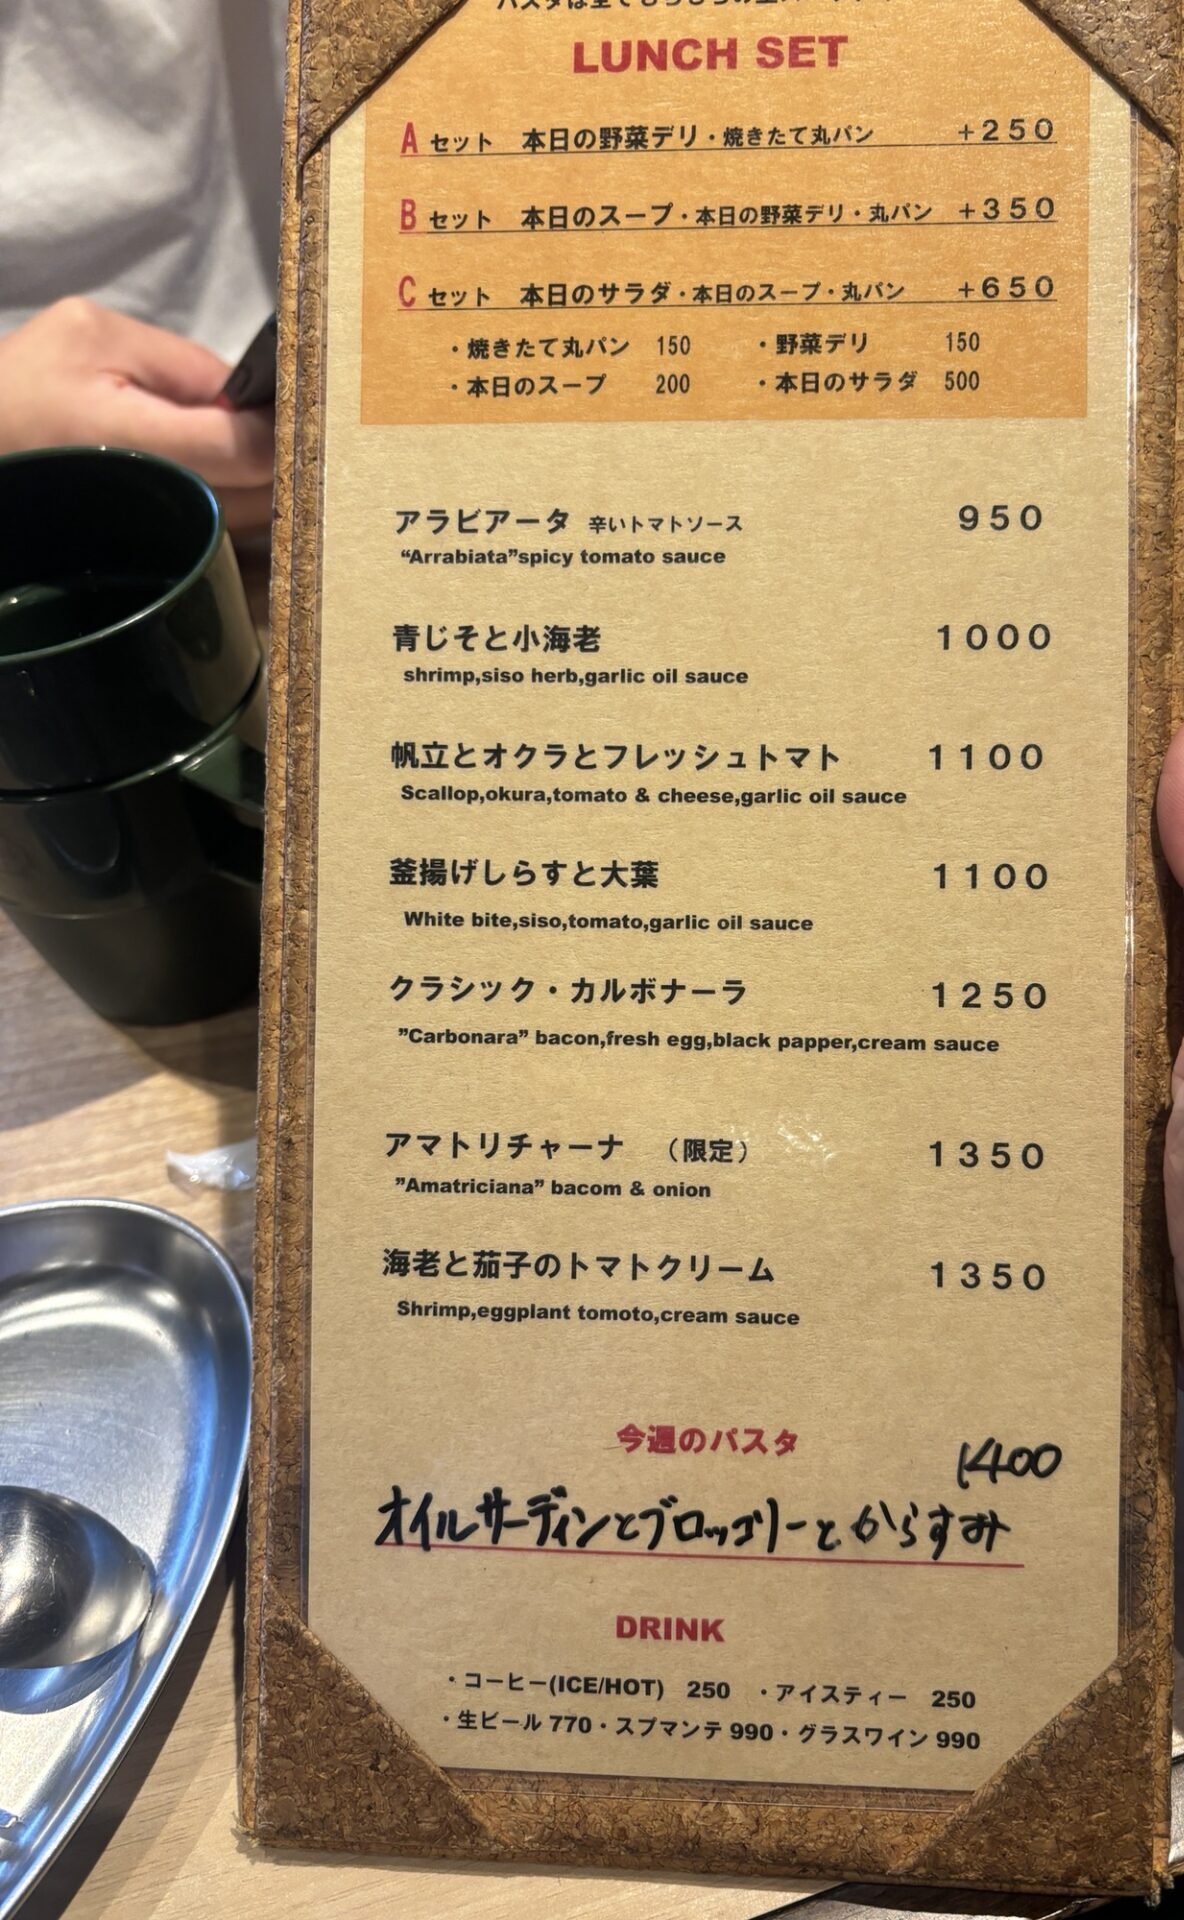 LUNCH SET
A セット 本日の野菜デリ・焼きたて丸パン +250
B セット 本日のスープ・本日の野菜デリ・丸パン +350
C セット 本日のサラダ・本日のスープ・丸パン +650
・焼きたて丸パン 150 ・野菜デリ 150
・本日のスープ 200 ・本日のサラダ 500
アラビアータ 辛いトマトソース 950
“Arrabiata”spicy tomato sauce
青じそと小海老 1000
shrimp,siso herb,garlic oil sauce
帆立とオクラとフレッシュトマト 1100
Scallop,okura,tomato & cheese,garlic oil sauce
釜揚げしらすと大葉 1100
White bite,siso,tomato,garlic oil sauce
クラシック・カルボナーラ 1250
”Carbonara” bacon,fresh egg,black papper,cream sauce
アマトリチャーナ （限定） 1350
”Amatriciana” bacom & onion
海老と茄子のトマトクリーム 1350
Shrimp,eggplant tomoto,cream sauce
今週のパスタ 1400
オイルサーディンとブロッコリーとからすみ
DRINK
・コーヒー(ICE/HOT) 250 ・アイスティー 250
・生ビール 770・スプマンテ 990・グラスワイン 990